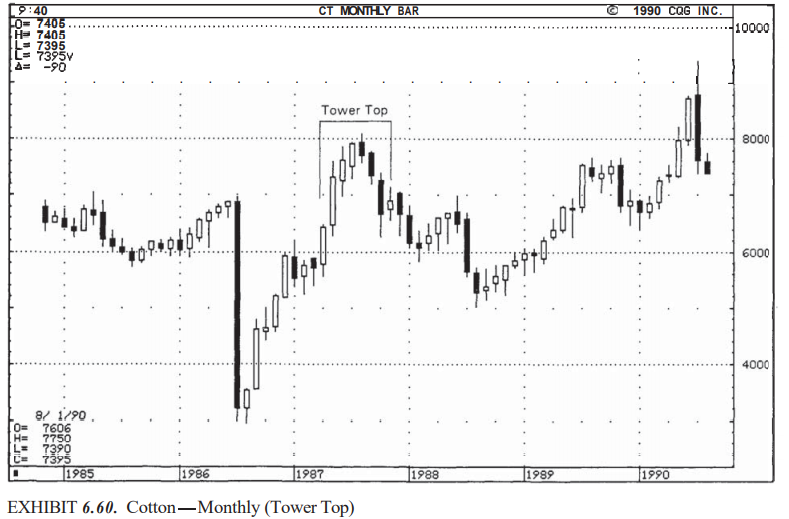 9:40 CT MONTHLY BAR © 1990 CQG INC.
O= 7405
H= 7405
L= 7395
L= 7395V
Δ= -90
10000
Tower Top
8000
6000
4000
8/ 1/90
O= 7606
H= 7750
L= 7390
C= 7395
1985 1986 1987 1988 1989 1990
EXHIBIT 6.60. Cotton—Monthly (Tower Top)